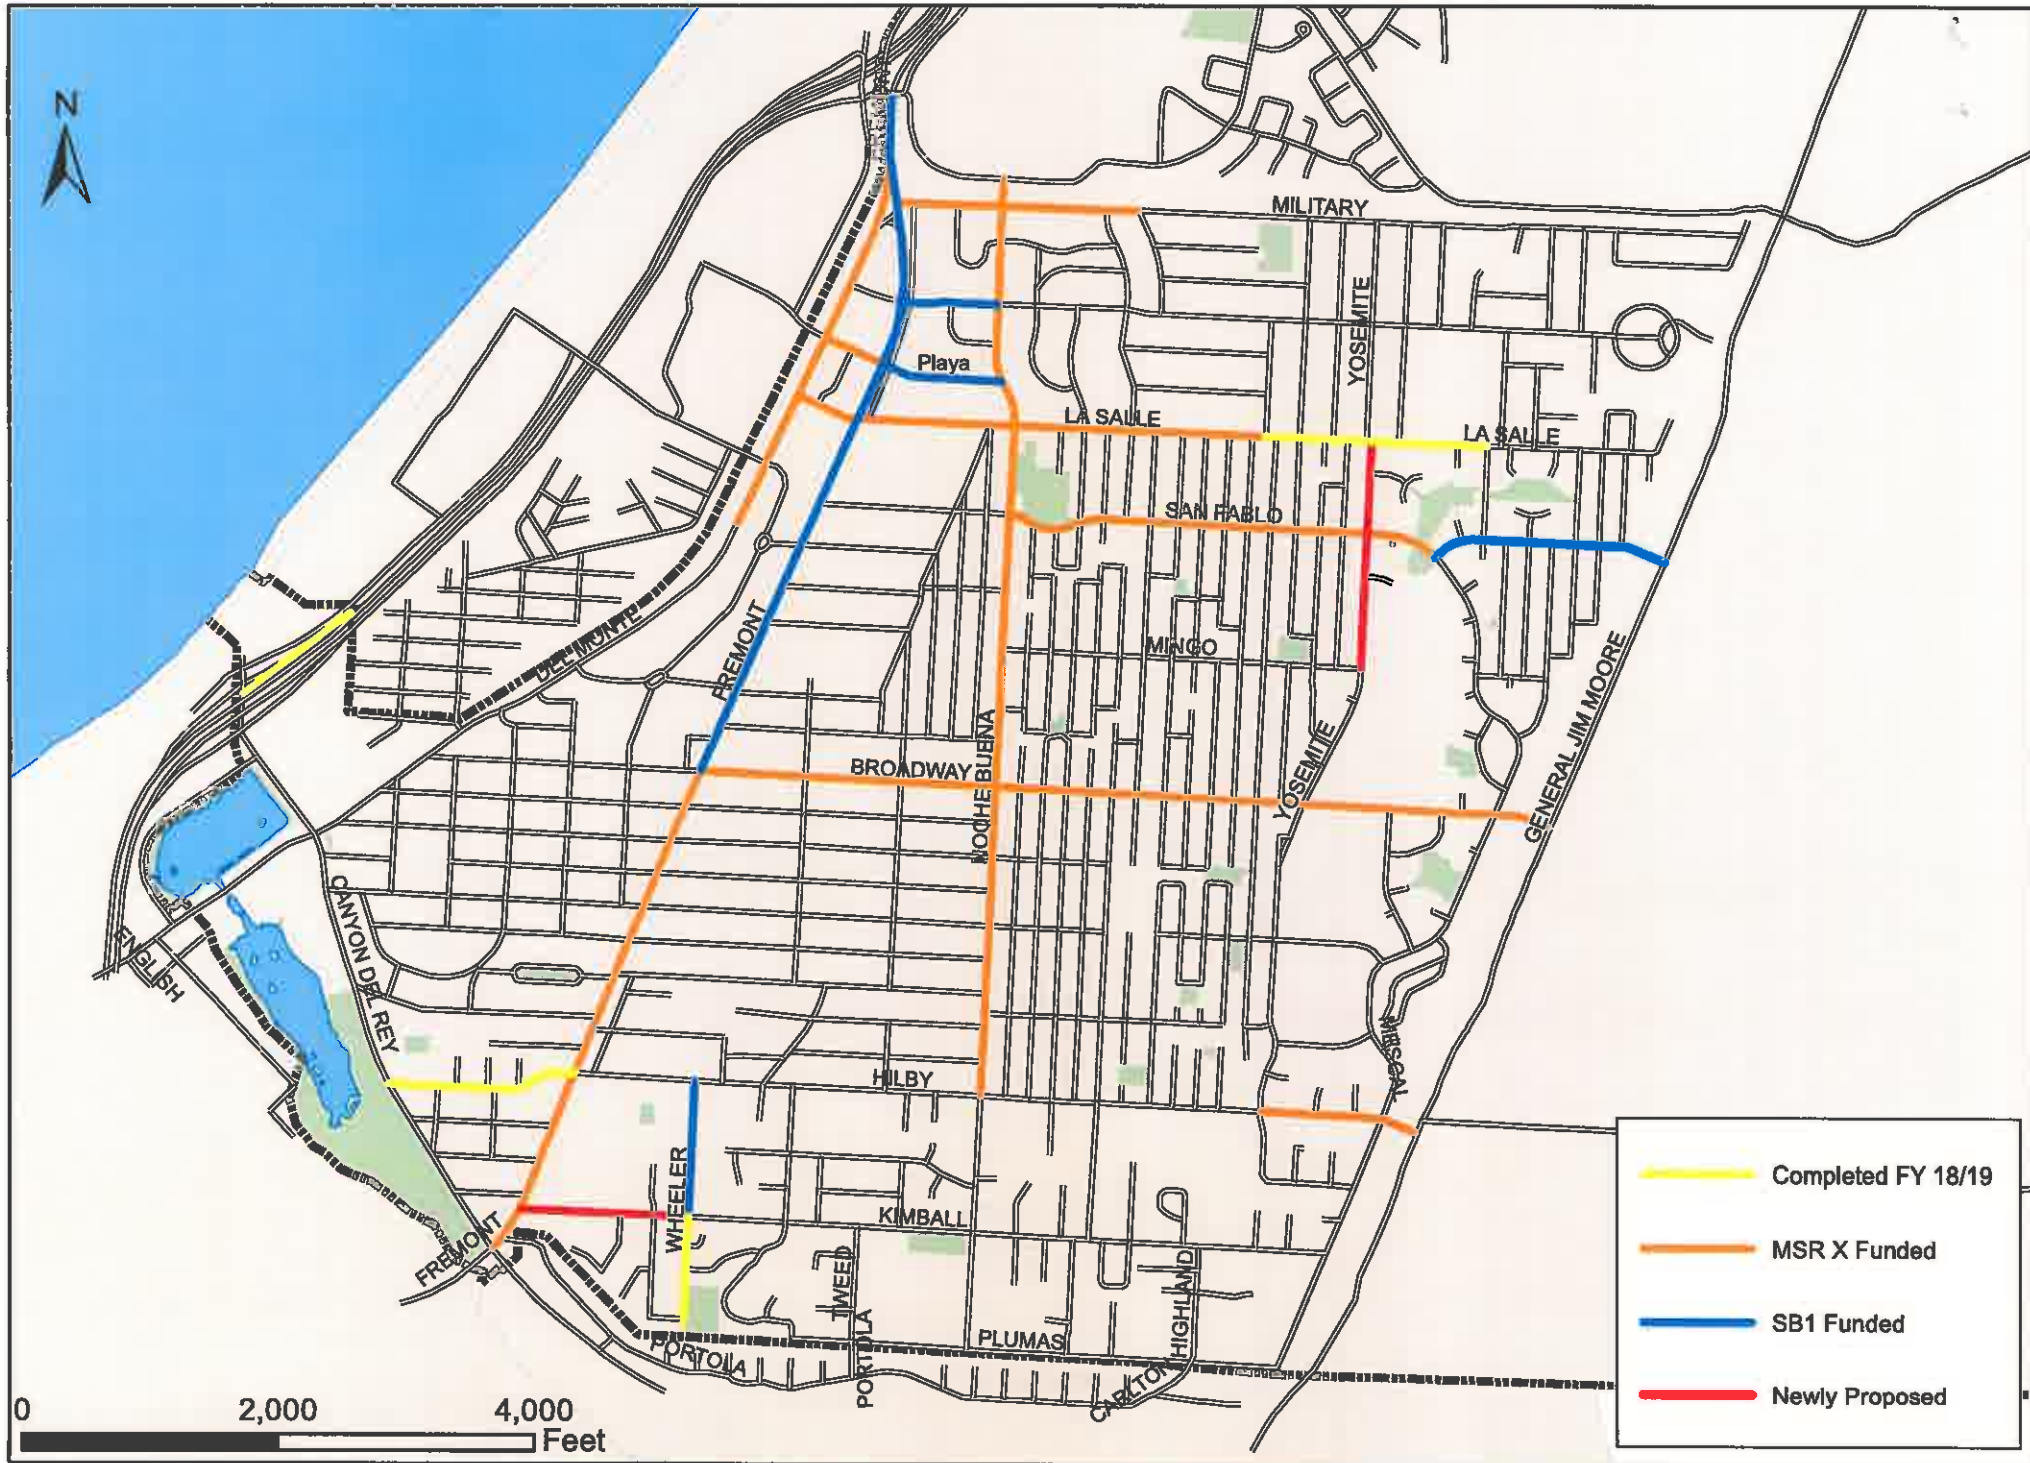 N
MILITARY
YOSEMITE
Playa
LA SALLE
LA SALLE
SAN FABLO
FREMONT
DEL MONTE
MINGO
GENERAL JIM MOORE
NOCHE BUENA
BROADWAY
YOSEMITE
CANYON DEL REY
ENGLISH
HILBY
WHEELER
KIMBALL
FREMONT
TWEED
PORTOLA
PORTOLA
PLUMAS
HIGHLAND
CARLTON
Completed FY 18/19
MSR X Funded
SB1 Funded
Newly Proposed
0 2,000 4,000
Feet